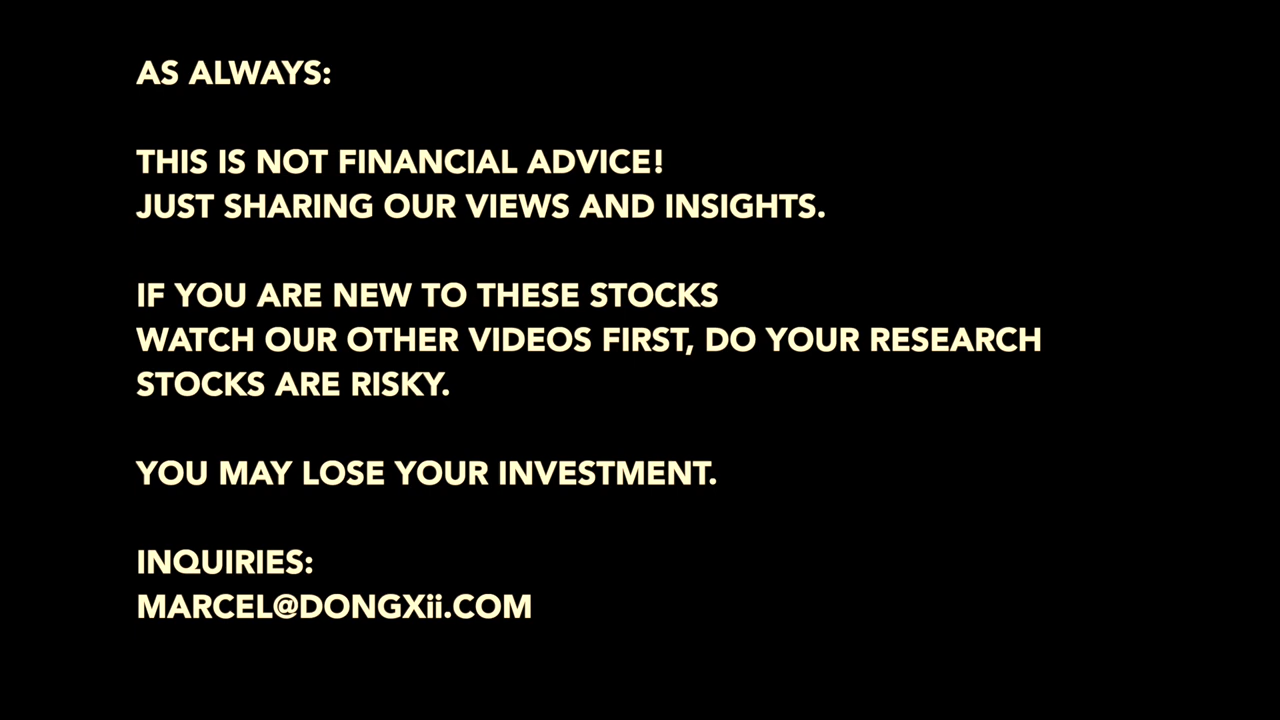 AS ALWAYS:
THIS IS NOT FINANCIAL ADVICE!
JUST SHARING OUR VIEWS AND INSIGHTS.
IF YOU ARE NEW TO THESE STOCKS
WATCH OUR OTHER VIDEOS FIRST, DO YOUR RESEARCH
STOCKS ARE RISKY.
YOU MAY LOSE YOUR INVESTMENT.
INQUIRIES:
MARCEL@DONGXii.COM